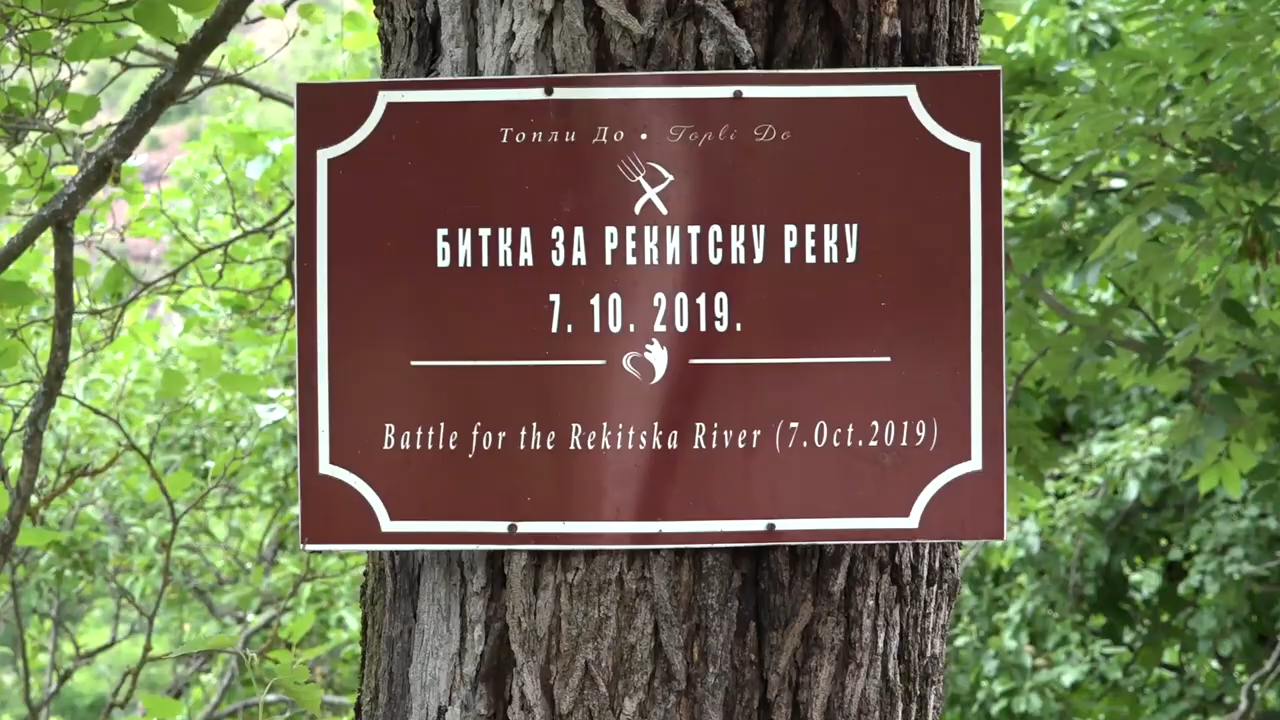 Топли До • Topli Do
БИТКА ЗА РЕКИТСКУ РЕКУ
7. 10. 2019.
Battle for the Rekitska River (7.Oct.2019)